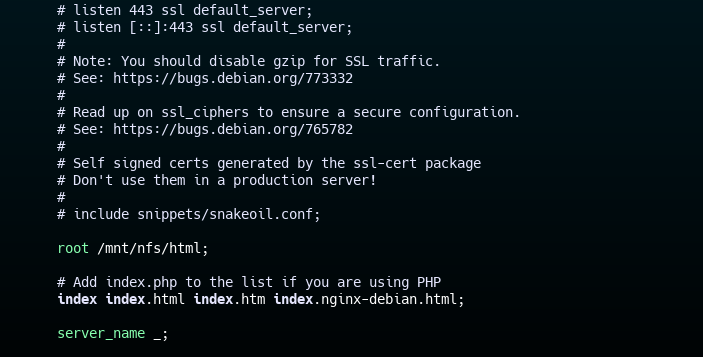 # listen 443 ssl default_server;
# listen [::]:443 ssl default_server;
#
# Note: You should disable gzip for SSL traffic.
# See: https://bugs.debian.org/773332
#
# Read up on ssl_ciphers to ensure a secure configuration.
# See: https://bugs.debian.org/765782
#
# Self signed certs generated by the ssl-cert package
# Don't use them in a production server!
#
# include snippets/snakeoil.conf;
root /mnt/nfs/html;
# Add index.php to the list if you are using PHP
index index.html index.htm index.nginx-debian.html;
server_name _;